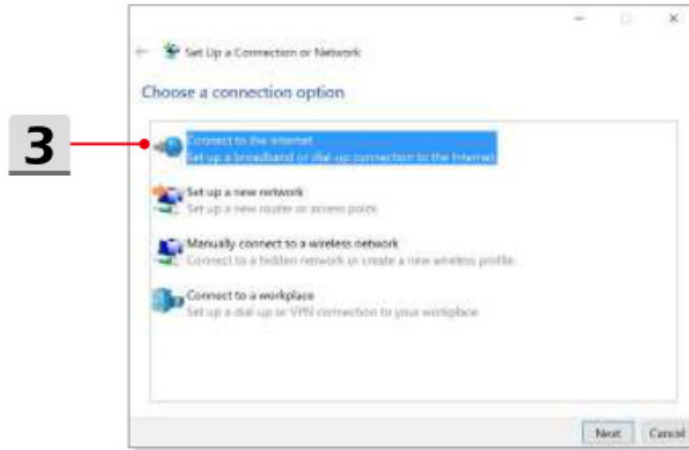 Set Up a Connection or Network
Choose a connection option
3
Connect to the Internet
Set up a broadband or dial-up connection to the Internet.
Set up a new network
Set up a new router or access point.
Manually connect to a wireless network
Connect to a hidden network or create a new wireless profile.
Connect to a workplace
Set up a dial-up or VPN connection to your workplace.
Next Cancel